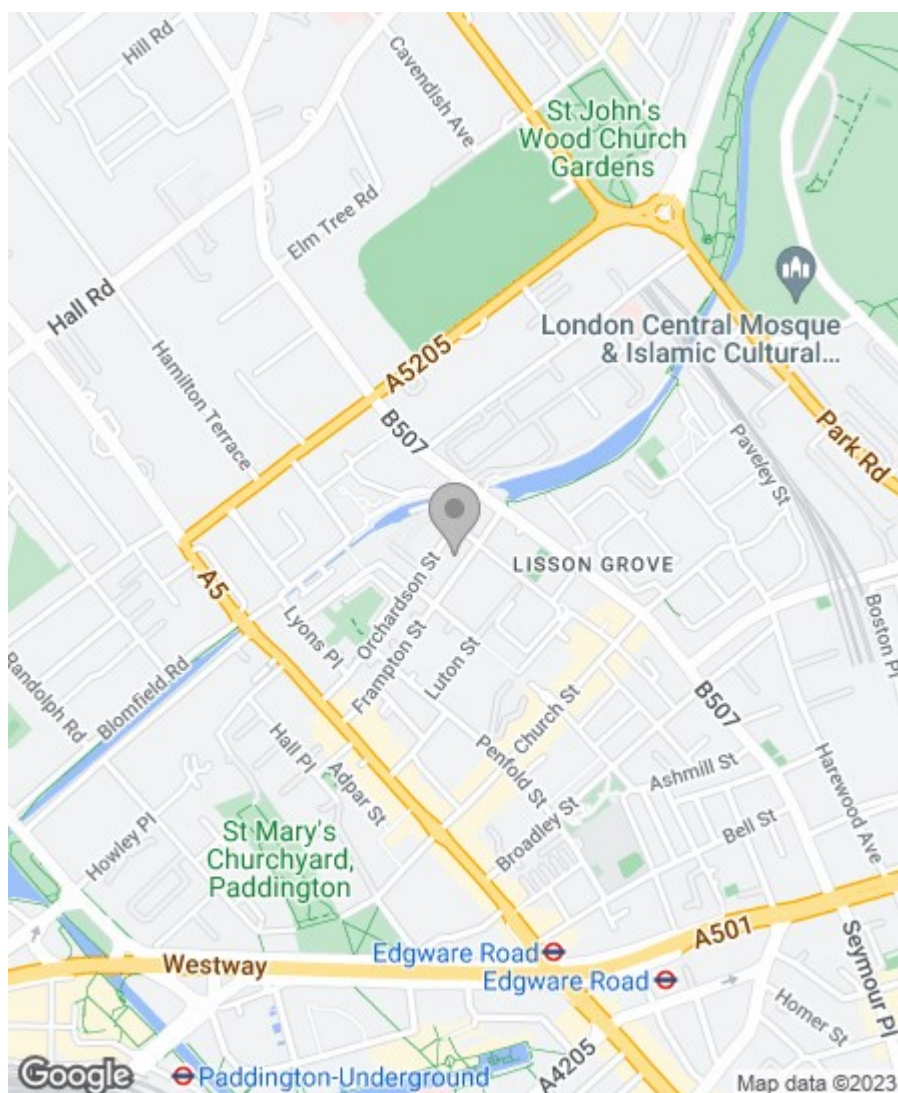 Hill Rd
Cavendish Ave
St John's
Wood Church
Gardens
Elm Tree Rd
Hall Rd
London Central Mosque
& Islamic Cultural...
A5205
Hamilton Terrace
B507
Park Rd
Paveley St
LISSON GROVE
A5
Orchardson St
Lyons Pl
Frampton St
Luton St
Boston Pl
Randolph Rd
Blomfield Rd
Church St
B507
Hall Pl
Adpar St
Penfold St
Ashmill St
Harewood Ave
Howley Pl
St Mary's
Churchyard,
Paddington
Broadley St
Bell St
A501
Edgware Road
Westway
Edgware Road
Seymour Pl
Homer St
A4205
Google
Paddington-Underground
Map data ©2023